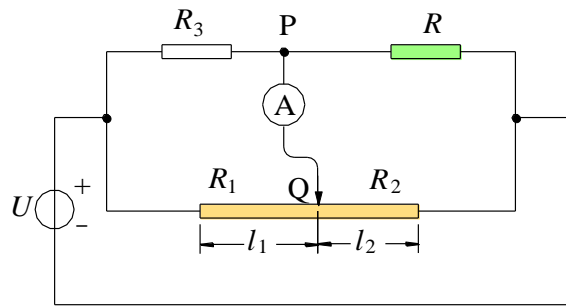 R₃ P R
A
R₁ Q R₂
U + −
l₁ l₂